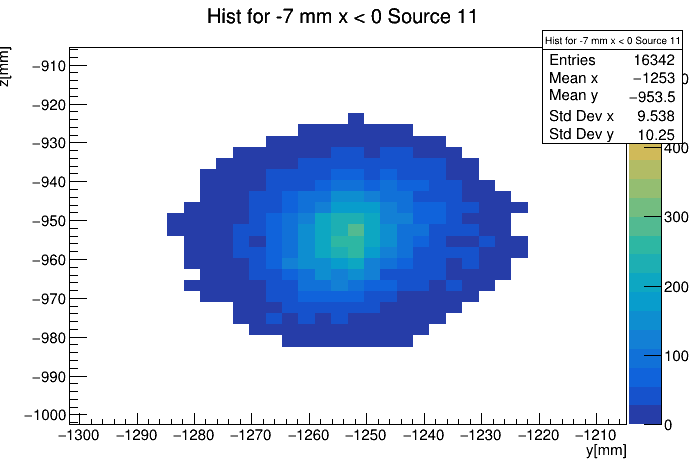 Hist for -7 mm x < 0 Source 11
z[mm]
Hist for -7 mm x < 0 Source 11
Entries 16342
Mean x −1253
Mean y −953.5
Std Dev x 9.538
Std Dev y 10.25
−910
−920
−930
−940
−950
−960
−970
−980
−990
−1000
0
400
300
200
100
0
−1300 −1290 −1280 −1270 −1260 −1250 −1240 −1230 −1220 −1210
y[mm]